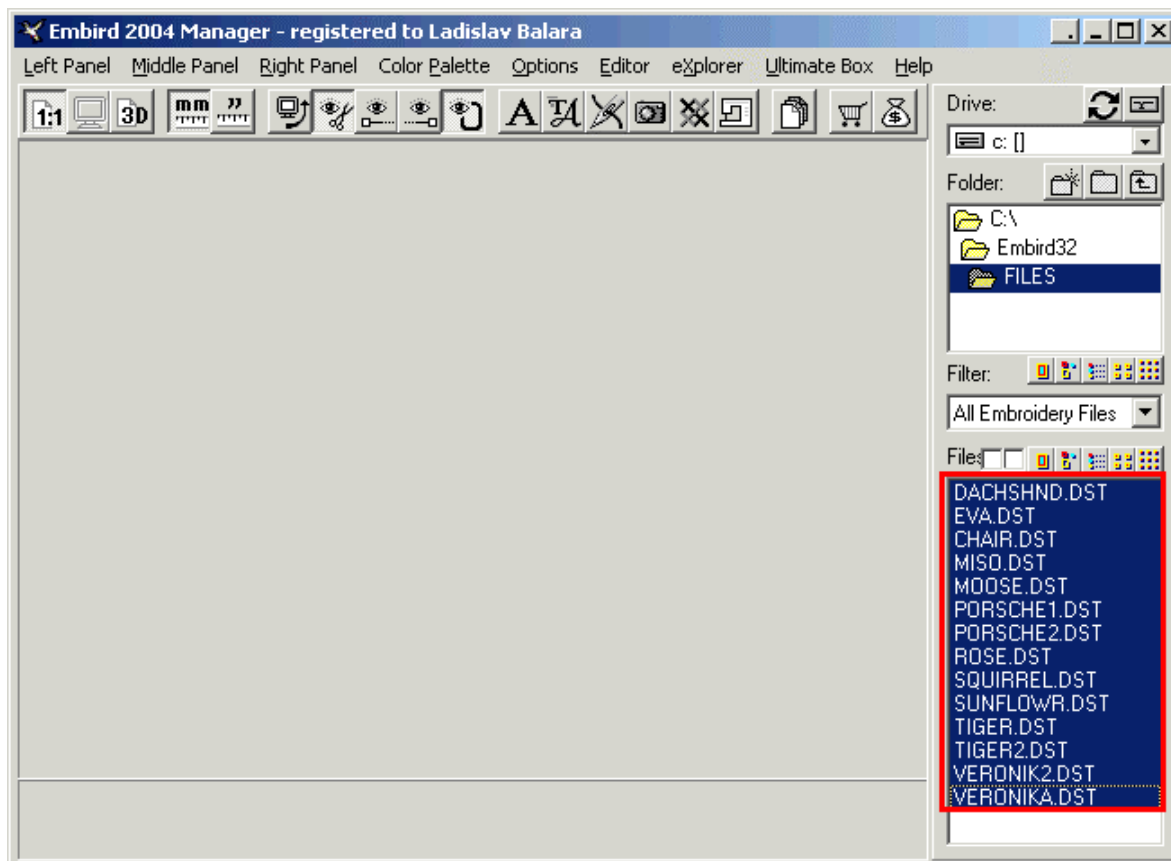 Embird 2004 Manager - registered to Ladislav Balara
Left Panel Middle Panel Right Panel Color Palette Options Editor eXplorer Ultimate Box Help
1:1 3D mm ,, A TA $
Drive:
c: []
Folder:
C:\
Embird32
FILES
Filter:
All Embroidery Files
Files
DACHSHND.DST
EVA.DST
CHAIR.DST
MISO.DST
MOOSE.DST
PORSCHE1.DST
PORSCHE2.DST
ROSE.DST
SQUIRREL.DST
SUNFLOWR.DST
TIGER.DST
TIGER2.DST
VERONIK2.DST
VERONIKA.DST